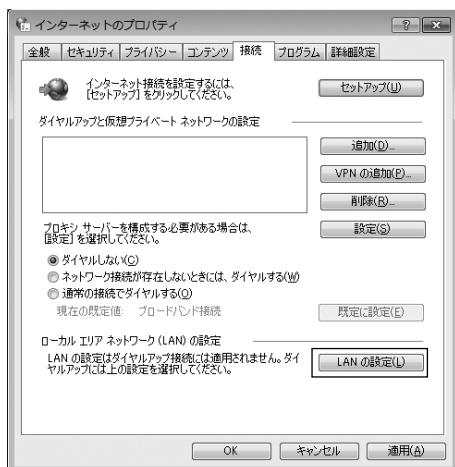 インターネットのプロパティ
全般 セキュリティ プライバシー コンテンツ 接続 プログラム 詳細設定
インターネット接続を設定するには、
[セットアップ] をクリックしてください。
セットアップ(U)
ダイヤルアップと仮想プライベート ネットワークの設定
追加(D)...
VPN の追加(P)...
削除(R)...
プロキシ サーバーを構成する必要がある場合は、
[設定] を選択してください。
設定(S)
ダイヤルしない(C)
ネットワーク接続が存在しないときには、ダイヤルする(W)
通常の接続でダイヤルする(O)
現在の既定値: ブロードバンド接続
既定に設定(E)
ローカル エリア ネットワーク (LAN) の設定
LAN の設定はダイヤルアップ接続には適用されません。ダイ
ヤルアップには上の設定を選択してください。
LAN の設定(L)
OK キャンセル 適用(A)